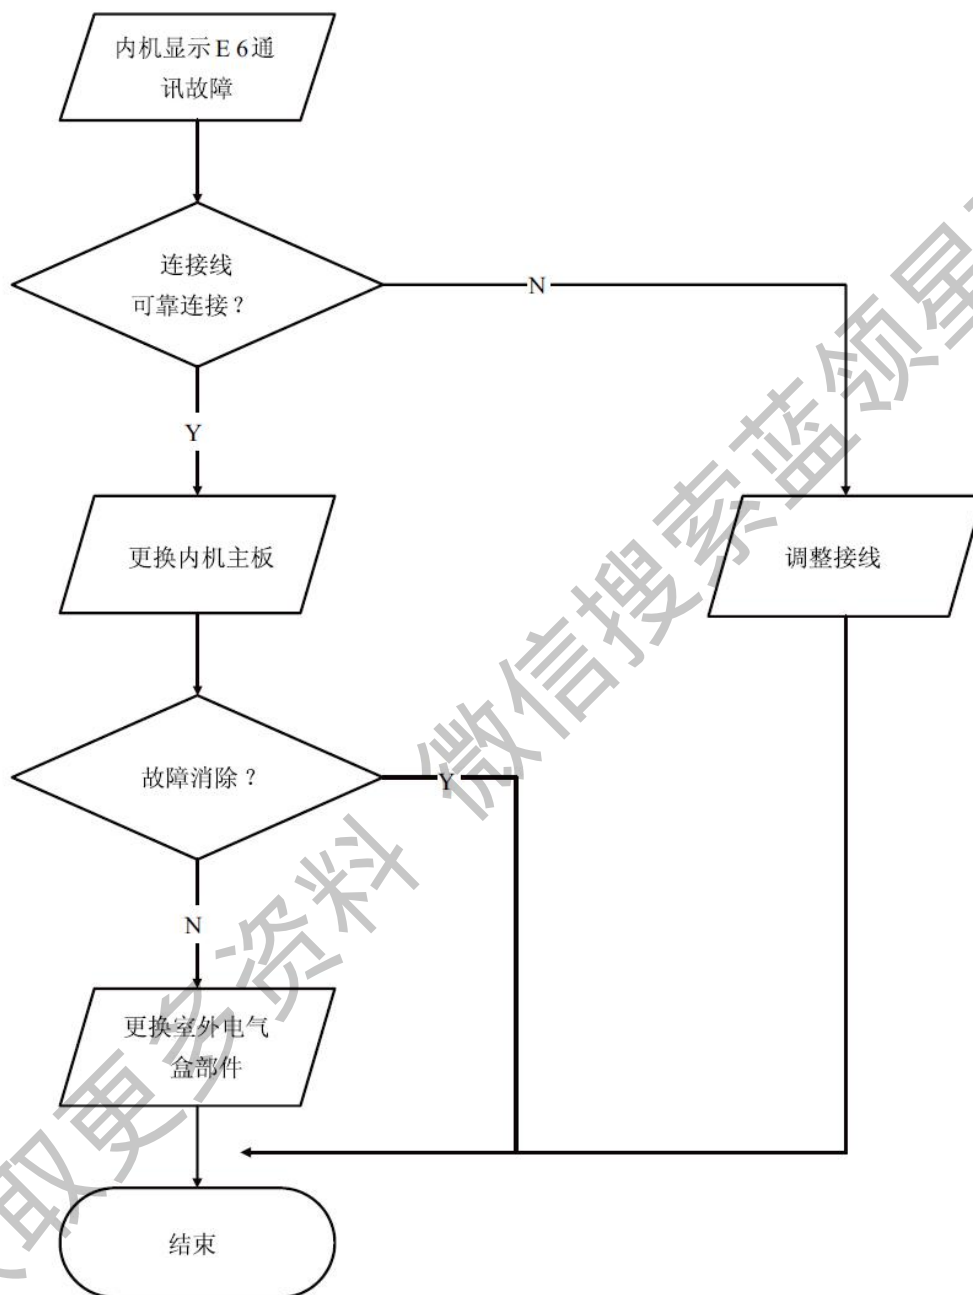 内机显示E6通
讯故障
连接线
可靠连接？
N
Y
更换内机主板
调整接线
故障消除？
Y
N
更换室外电气
盒部件
结束
取更多资料 微信搜索蓝领星